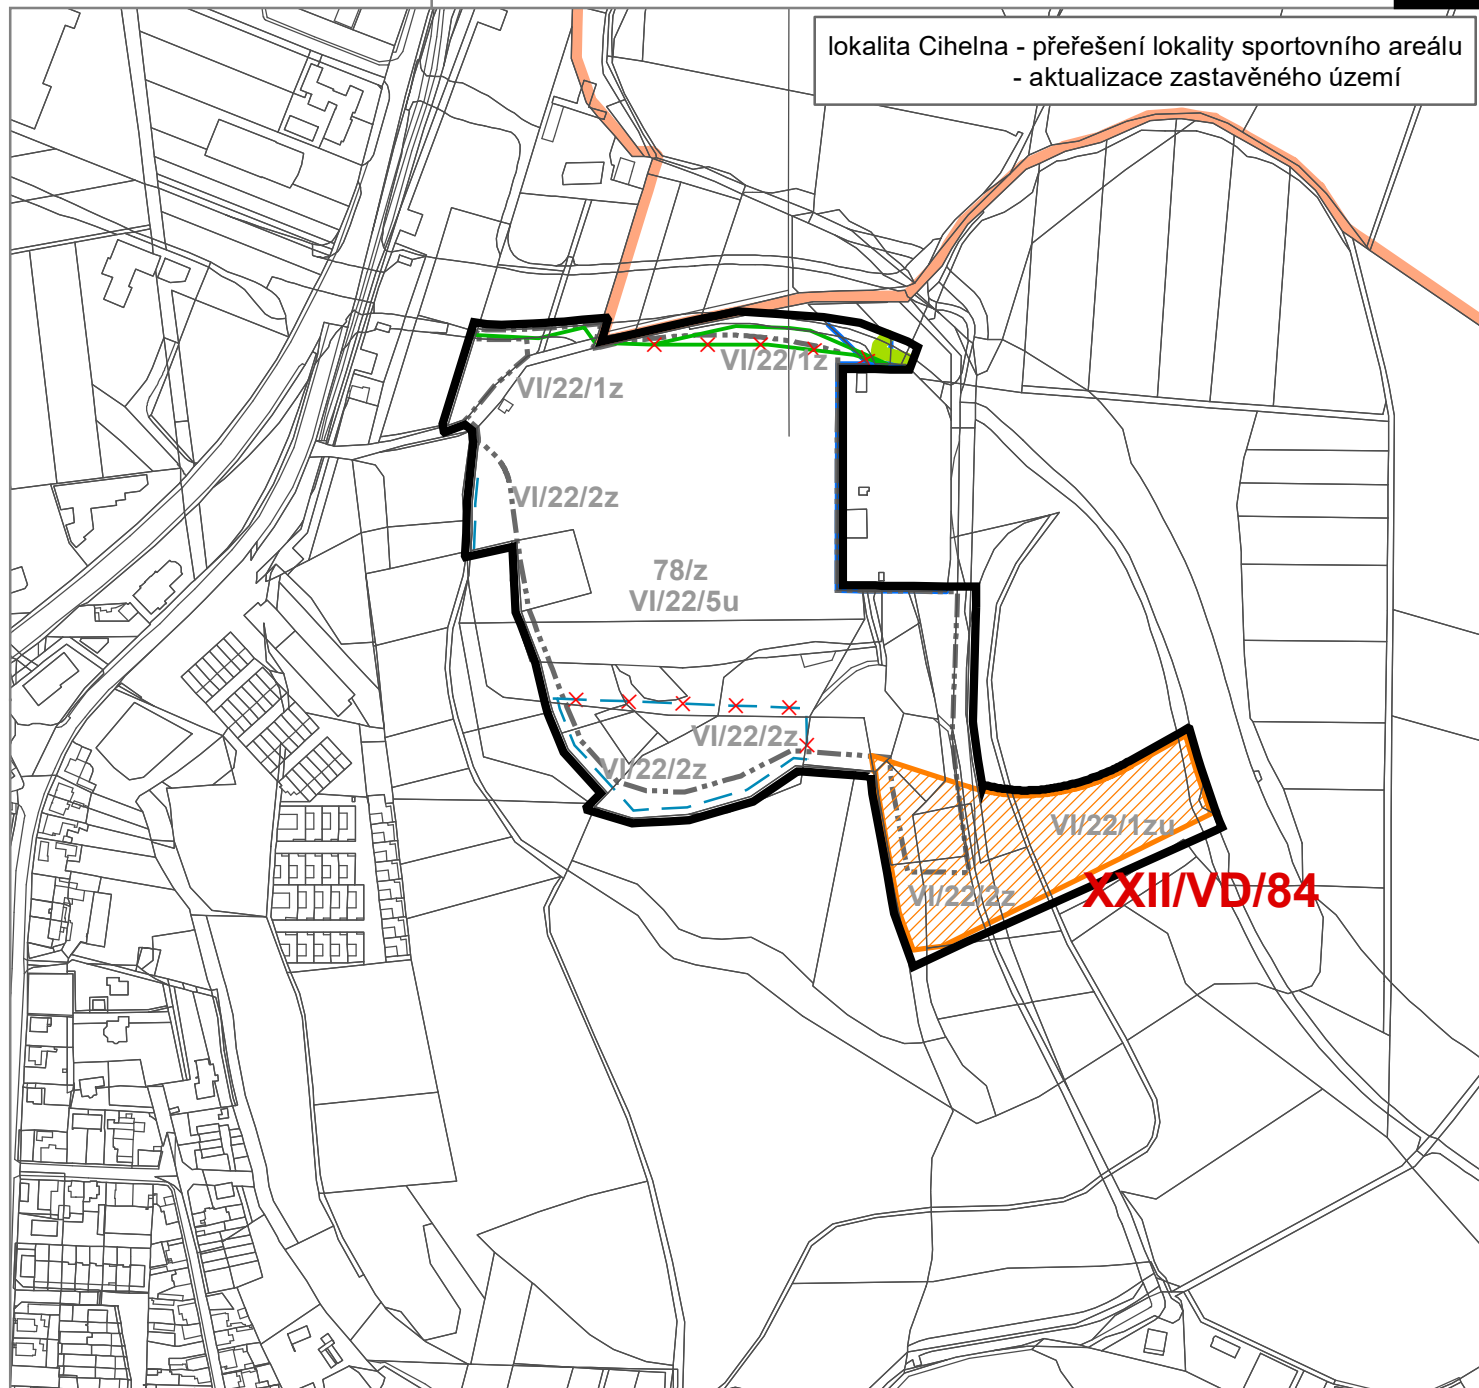 lokalita Cihelna - přeřešení lokality sportovního areálu
- aktualizace zastavěného území
VI/22/1z
VI/22/1z
VI/22/2z
78/z
VI/22/5u
VI/22/2z
VI/22/2z
VI/22/1zu
VI/22/2z
XXII/VD/84